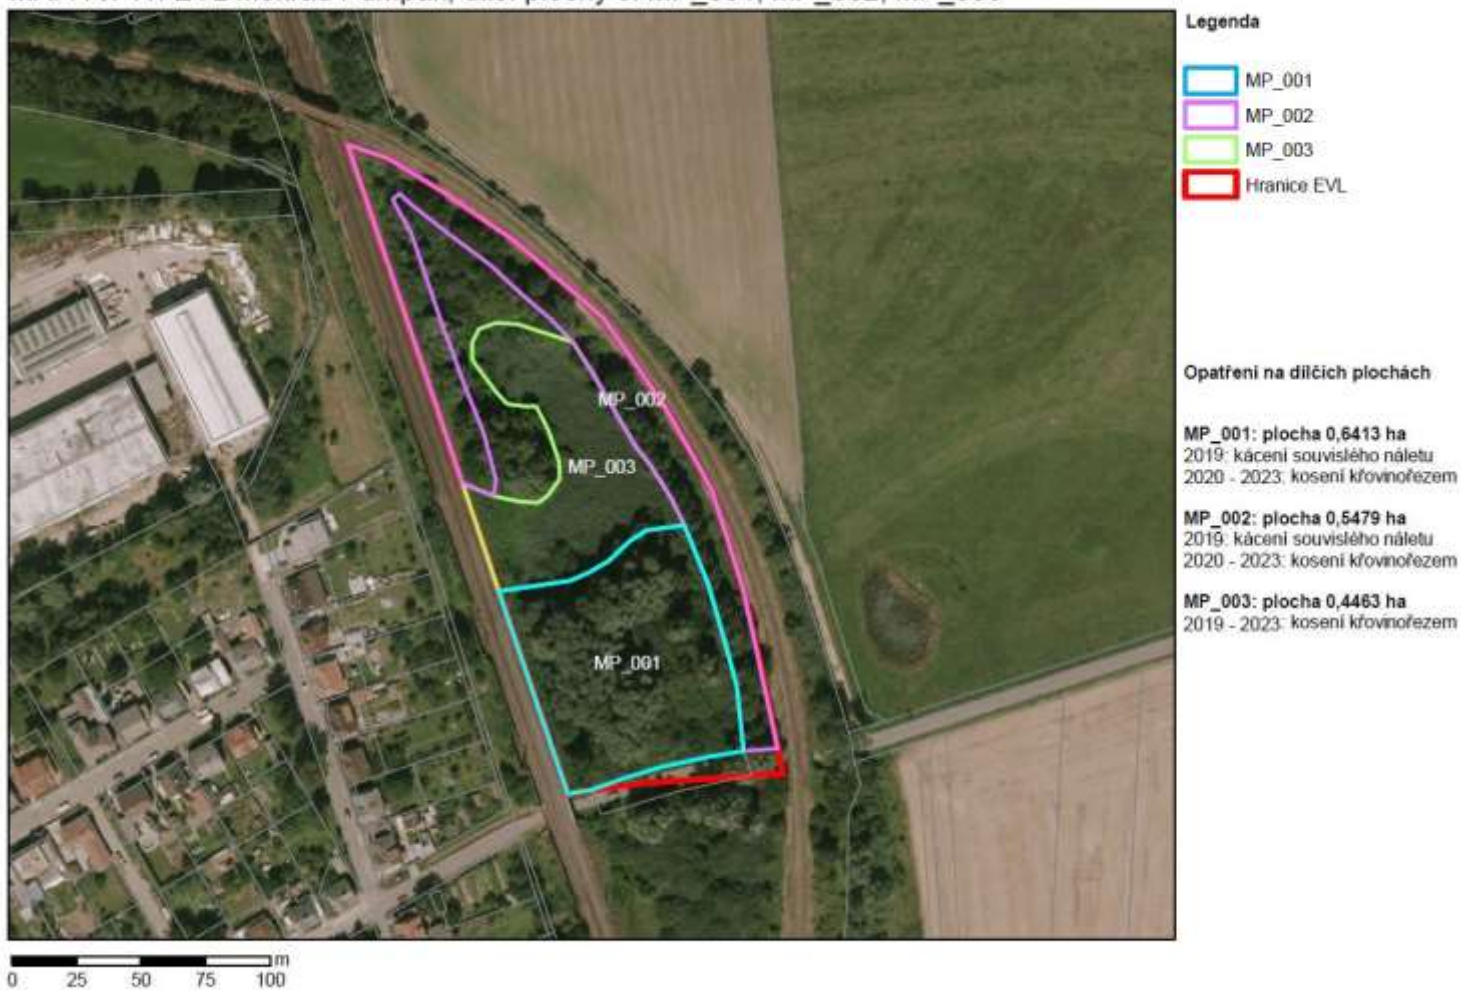 Legenda
MP_001
MP_002
MP_003
Hranice EVL
MP_002
MP_003
MP_001
Opatření na dílčích plochách
MP_001: plocha 0,6413 ha
2019: kácení souvislého náletu
2020 - 2023: kosení křovinořezem
MP_002: plocha 0,5479 ha
2019: kácení souvislého náletu
2020 - 2023: kosení křovinořezem
MP_003: plocha 0,4463 ha
2019 - 2023: kosení křovinořezem
m
0 25 50 75 100